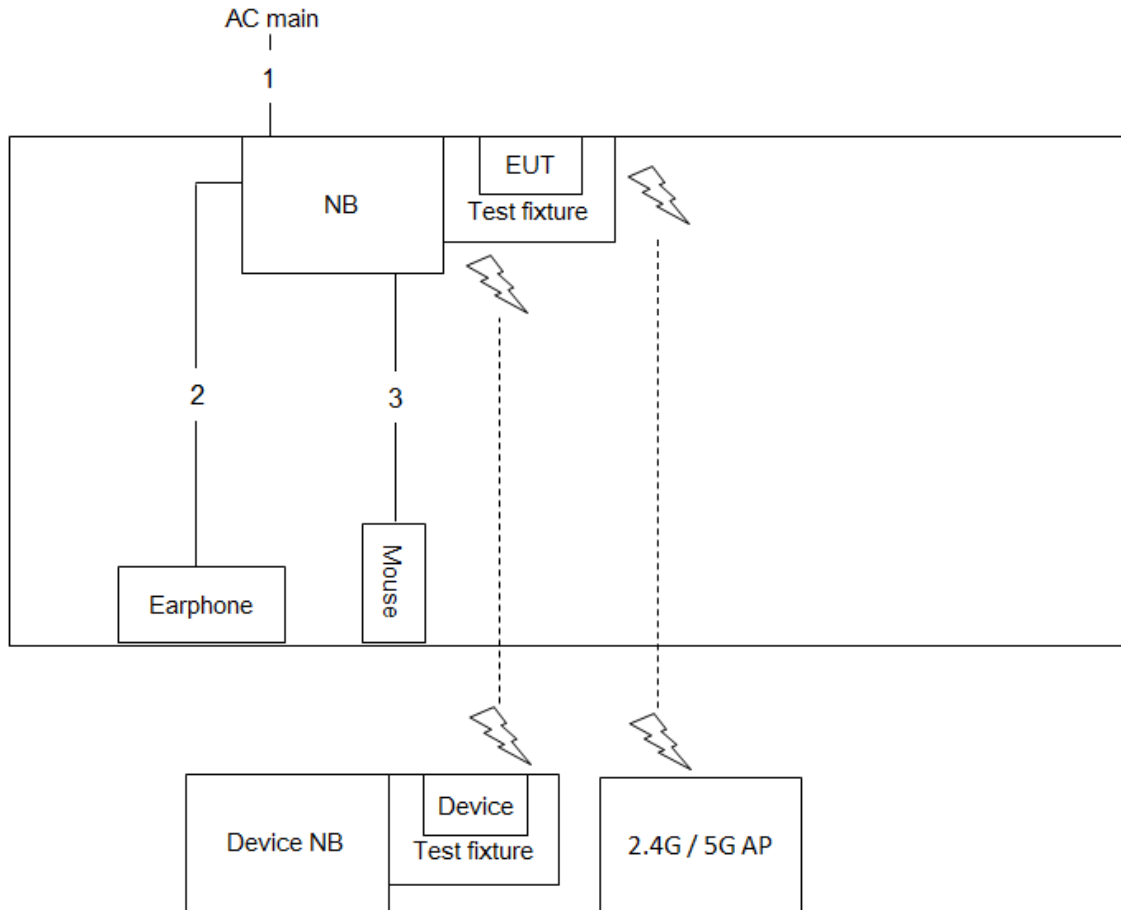 AC main
1
EUT
NB
Test fixture
2
3
Mouse
Earphone
Device
Device NB
Test fixture
2.4G / 5G AP